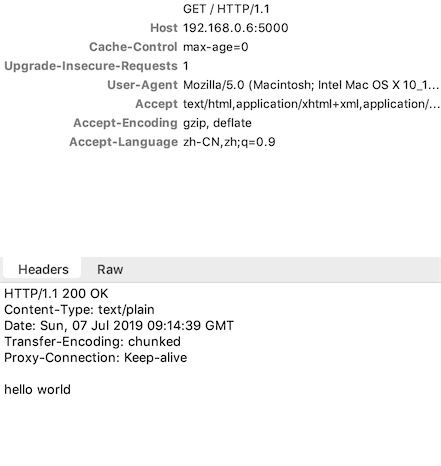 GET / HTTP/1.1
Host 192.168.0.6:5000
Cache-Control max-age=0
Upgrade-Insecure-Requests 1
User-Agent Mozilla/5.0 (Macintosh; Intel Mac OS X 10_1...
Accept text/html,application/xhtml+xml,application/...
Accept-Encoding gzip, deflate
Accept-Language zh-CN,zh;q=0.9
Headers Raw
HTTP/1.1 200 OK
Content-Type: text/plain
Date: Sun, 07 Jul 2019 09:14:39 GMT
Transfer-Encoding: chunked
Proxy-Connection: Keep-alive
hello world